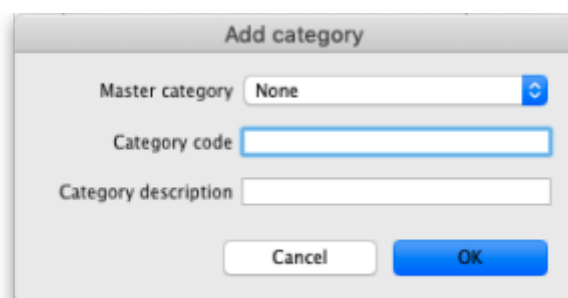 Add category
Master category None
Category code
Category description
Cancel OK